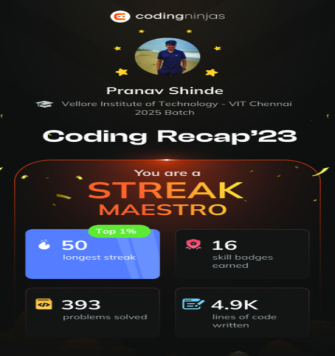 codingninjas
Pranav Shinde
Vellore Institute of Technology - VIT Chennai
2025 Batch
Coding Recap'23
You are a
STREAK
MAESTRO
Top 1%
50
longest streak
16
skill badges
earned
393
problems solved
4.9K
lines of code
written